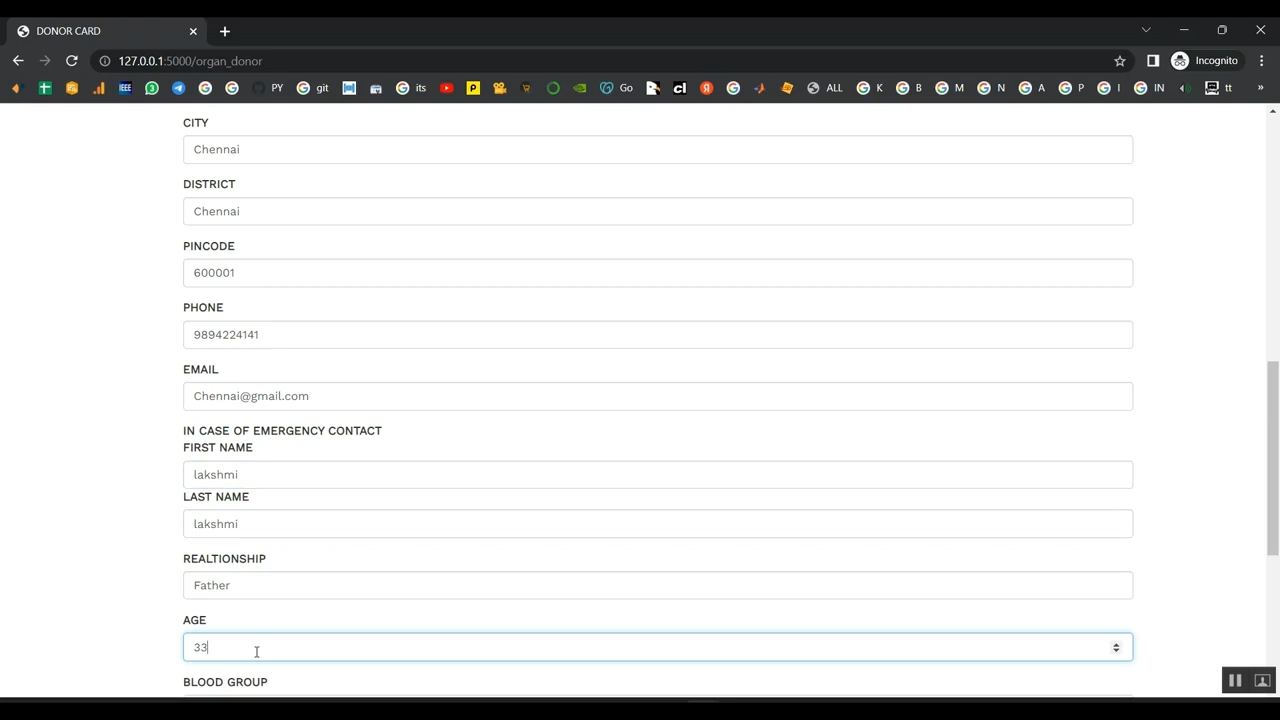 DONOR CARD
127.0.0.1:5000/organ_donor
Incognito
PY
git
its
Go
ALL
K
B
M
N
A
P
I
IN
tt
CITY
Chennai
DISTRICT
Chennai
PINCODE
600001
PHONE
9894224141
EMAIL
Chennai@gmail.com
IN CASE OF EMERGENCY CONTACT
FIRST NAME
lakshmi
LAST NAME
lakshmi
REALTIONSHIP
Father
AGE
33
BLOOD GROUP